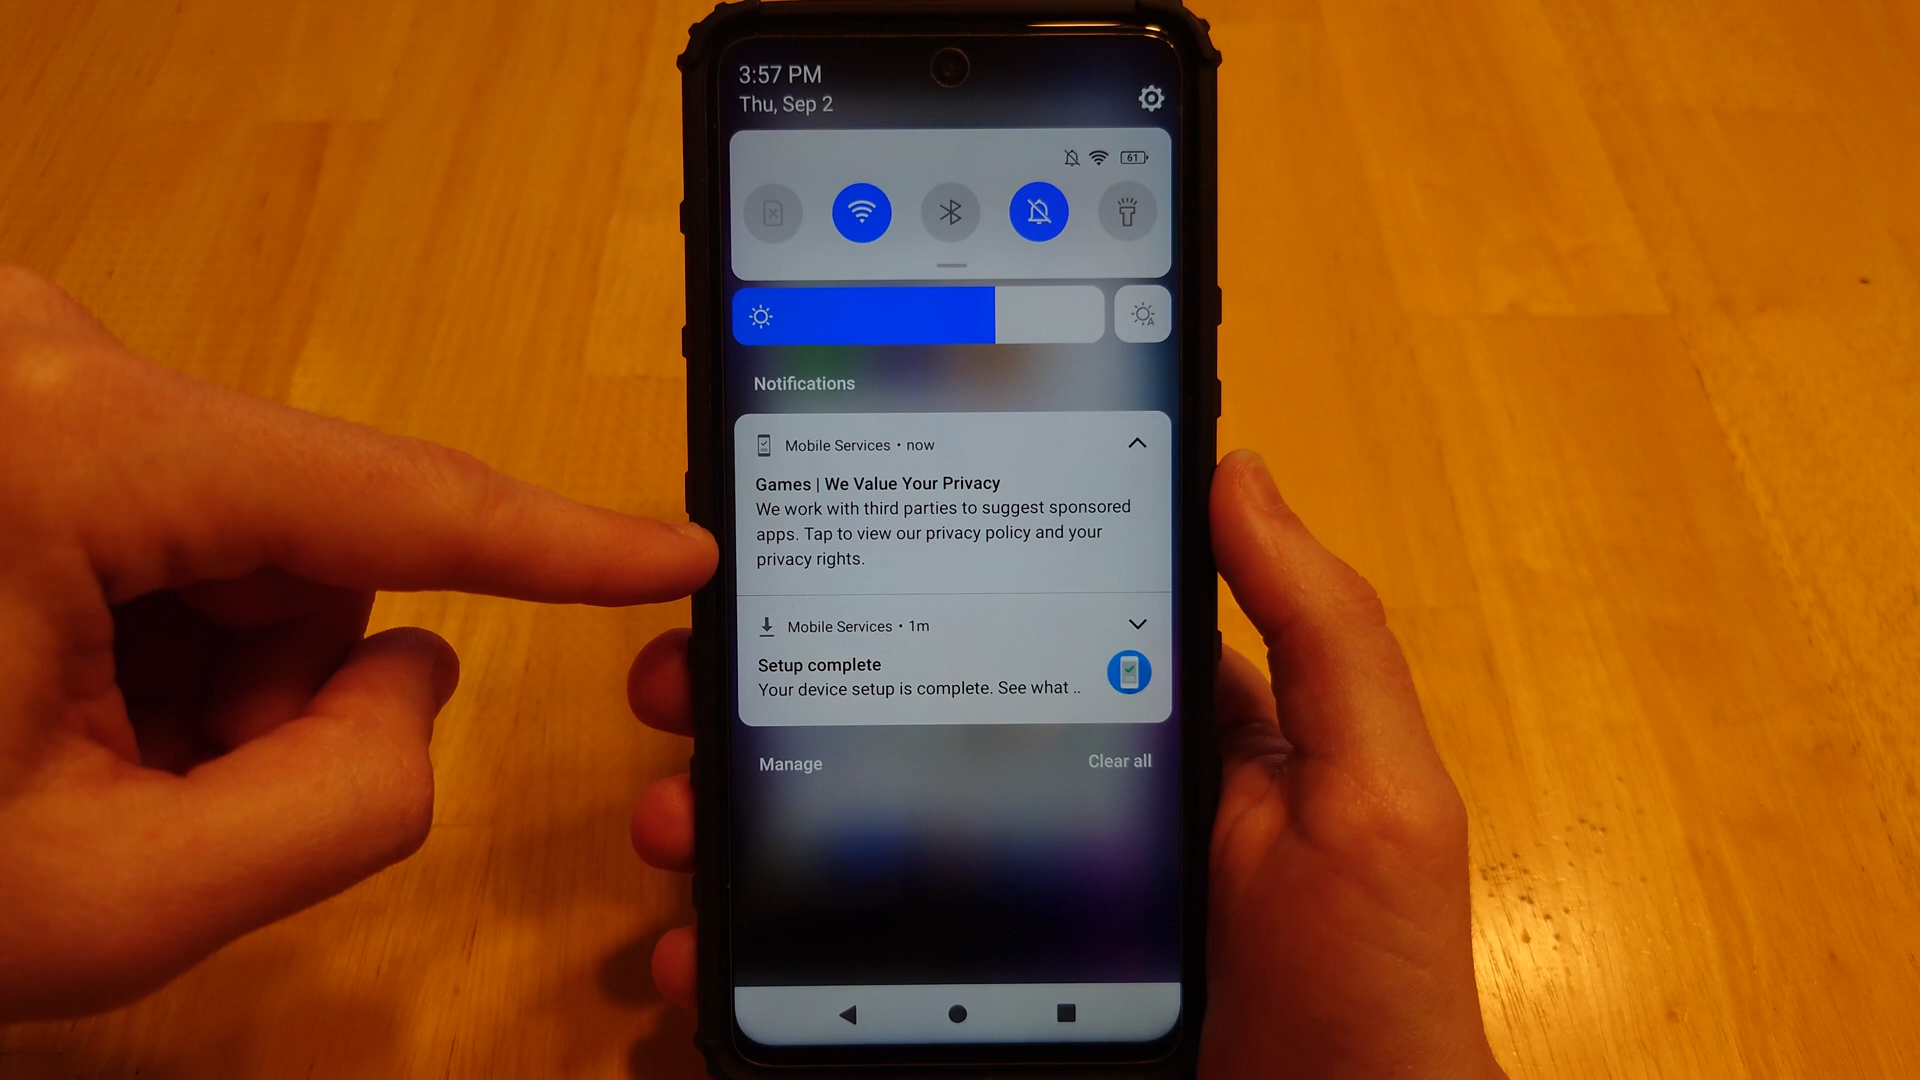 3:57 PM
Thu, Sep 2
61
A
Notifications
Mobile Services • now
Games | We Value Your Privacy
We work with third parties to suggest sponsored
apps. Tap to view our privacy policy and your
privacy rights.
Mobile Services • 1m
Setup complete
Your device setup is complete. See what ..
Manage
Clear all